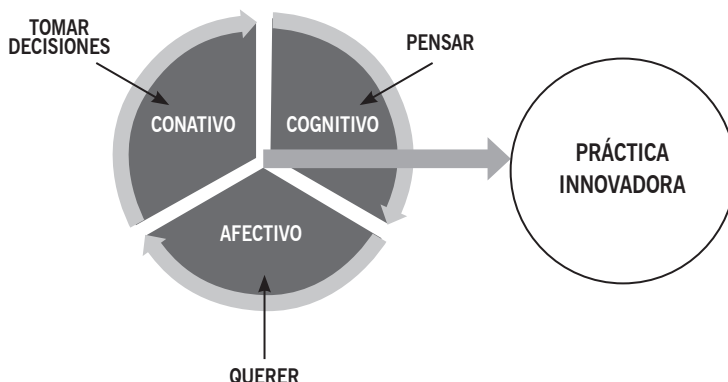 TOMAR
DECISIONES
PENSAR
CONATIVO
COGNITIVO
PRÁCTICA
INNOVADORA
AFECTIVO
QUERER